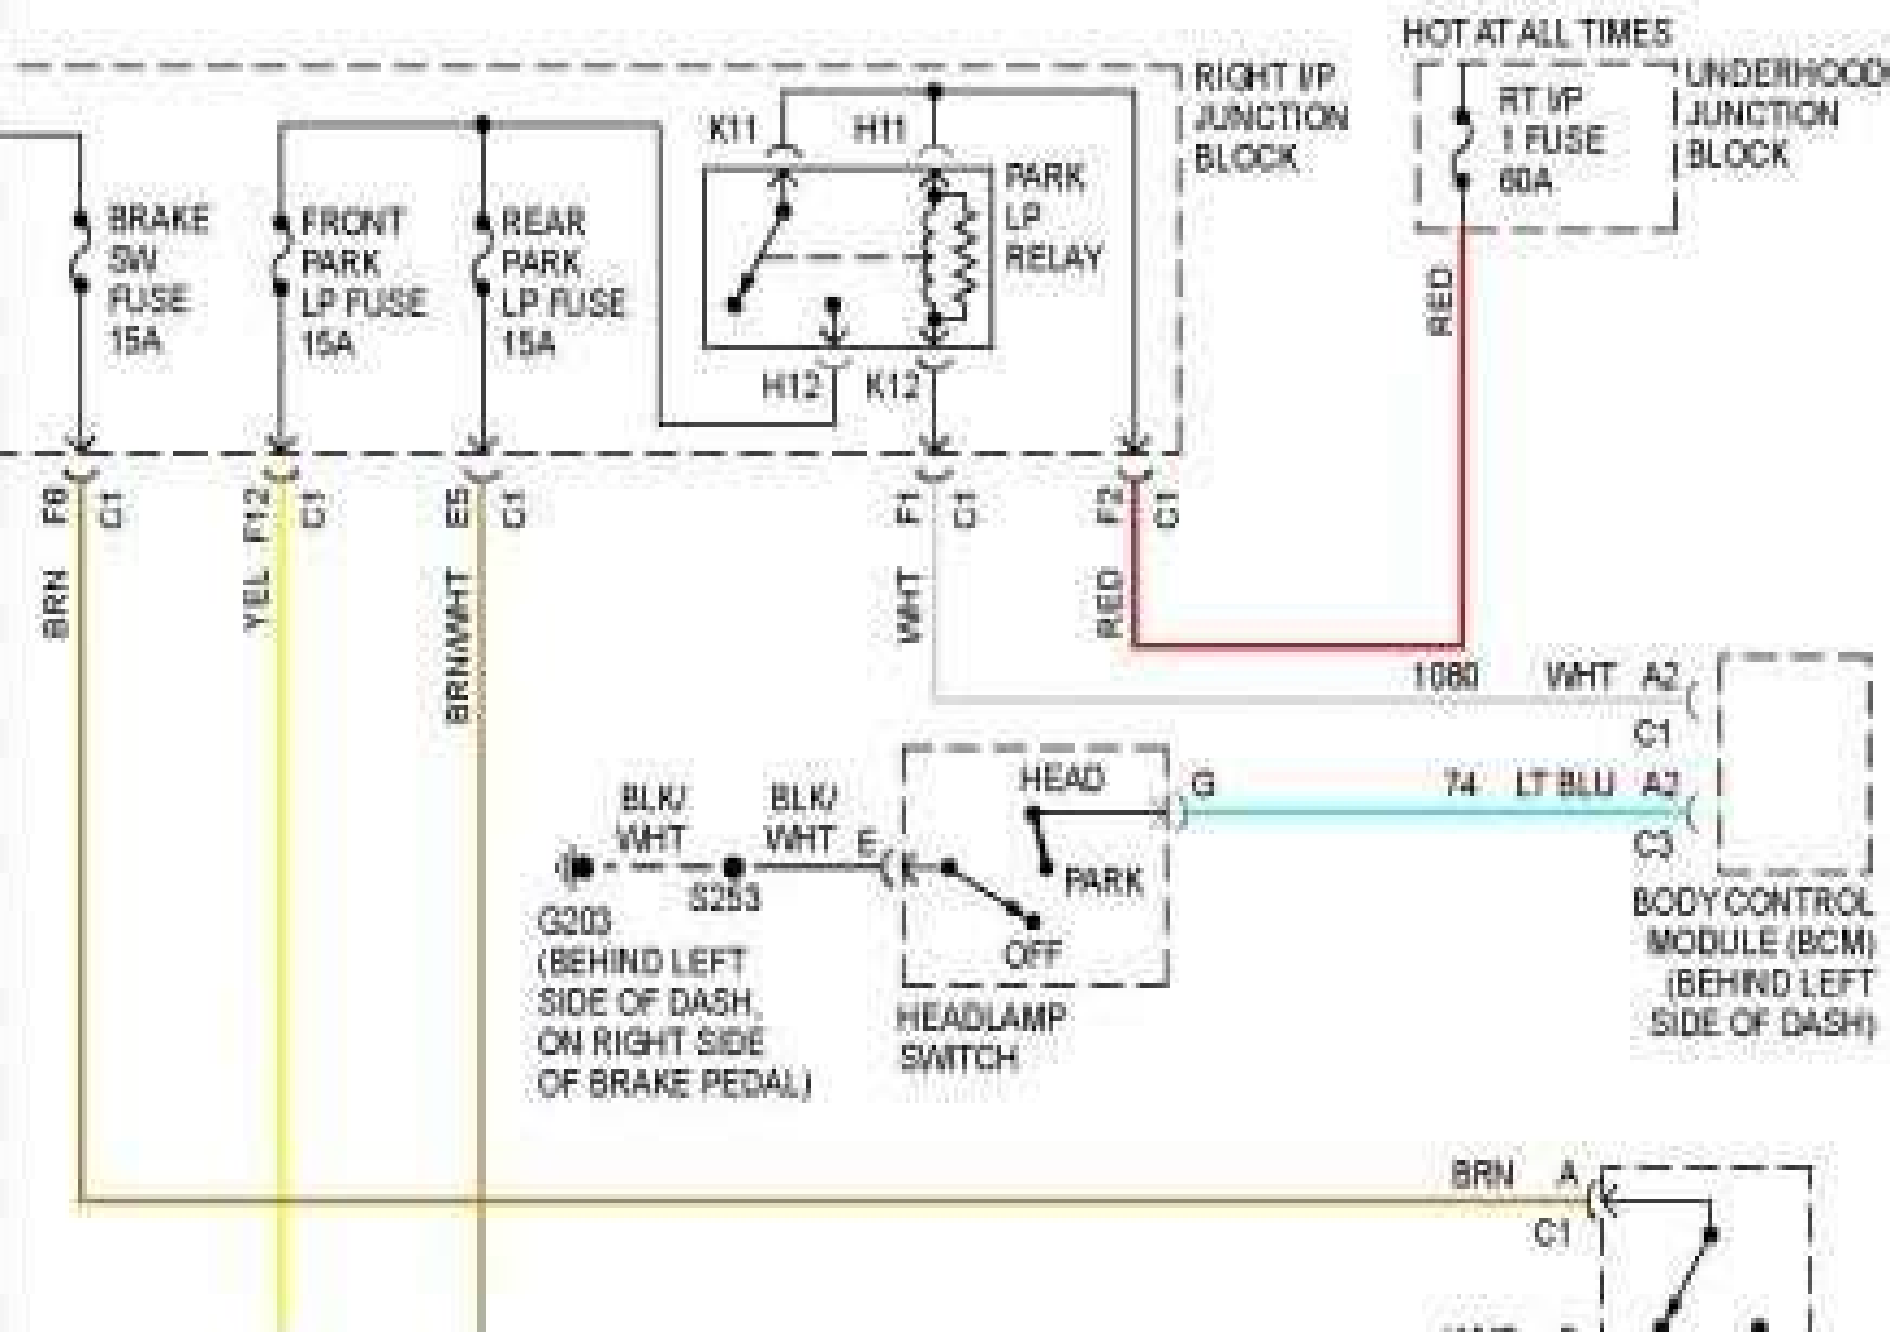 HOT AT ALL TIMES
RIGHT I/P
JUNCTION
BLOCK
RT I/P
1 FUSE
60A
UNDERHOOD
JUNCTION
BLOCK
K11
H11
PARK
LP
RELAY
BRAKE
SW
FUSE
15A
FRONT
PARK
LP FUSE
15A
REAR
PARK
LP FUSE
15A
H12
K12
RED
F6
C1
F12
C1
E5
C1
F1
C1
F2
C1
BRN
YEL
BRN/WHT
WHT
RED
1080
WHT
A2
C1
74
LT BLU
A2
C3
BODY CONTROL
MODULE (BCM)
(BEHIND LEFT
SIDE OF DASH)
BLK/
WHT
BLK/
WHT
E
S253
G203
(BEHIND LEFT
SIDE OF DASH,
ON RIGHT SIDE
OF BRAKE PEDAL)
HEAD
G
PARK
OFF
HEADLAMP
SWITCH
BRN
A
C1